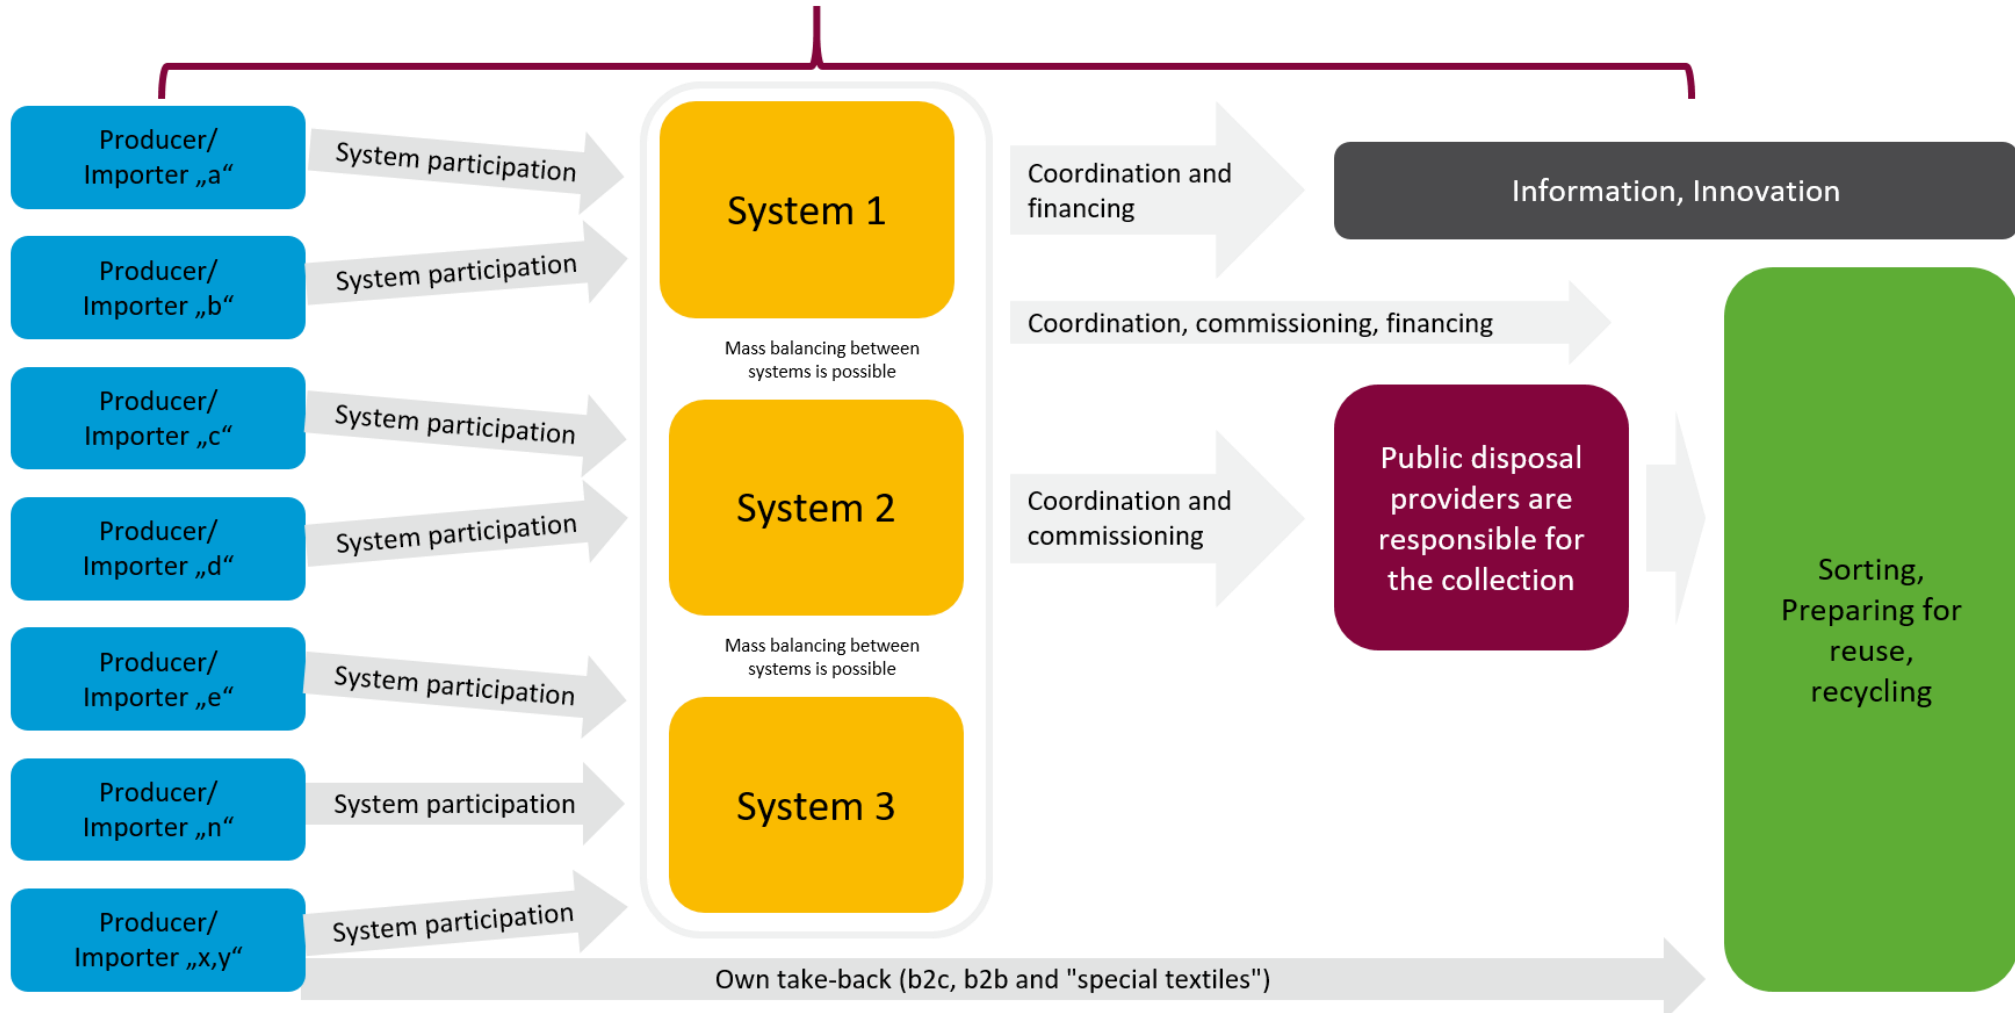 Producer/
Importer „a“
System participation
Producer/
Importer „b“
System participation
Producer/
Importer „c“
System participation
Producer/
Importer „d“
System participation
Producer/
Importer „e“
System participation
Producer/
Importer „n“
System participation
Producer/
Importer „x,y“
System participation
System 1
Mass balancing between
systems is possible
System 2
Mass balancing between
systems is possible
System 3
Coordination and
financing
Information, Innovation
Coordination, commissioning, financing
Coordination and
commissioning
Public disposal
providers are
responsible for
the collection
Sorting,
Preparing for
reuse,
recycling
Own take-back (b2c, b2b and "special textiles")